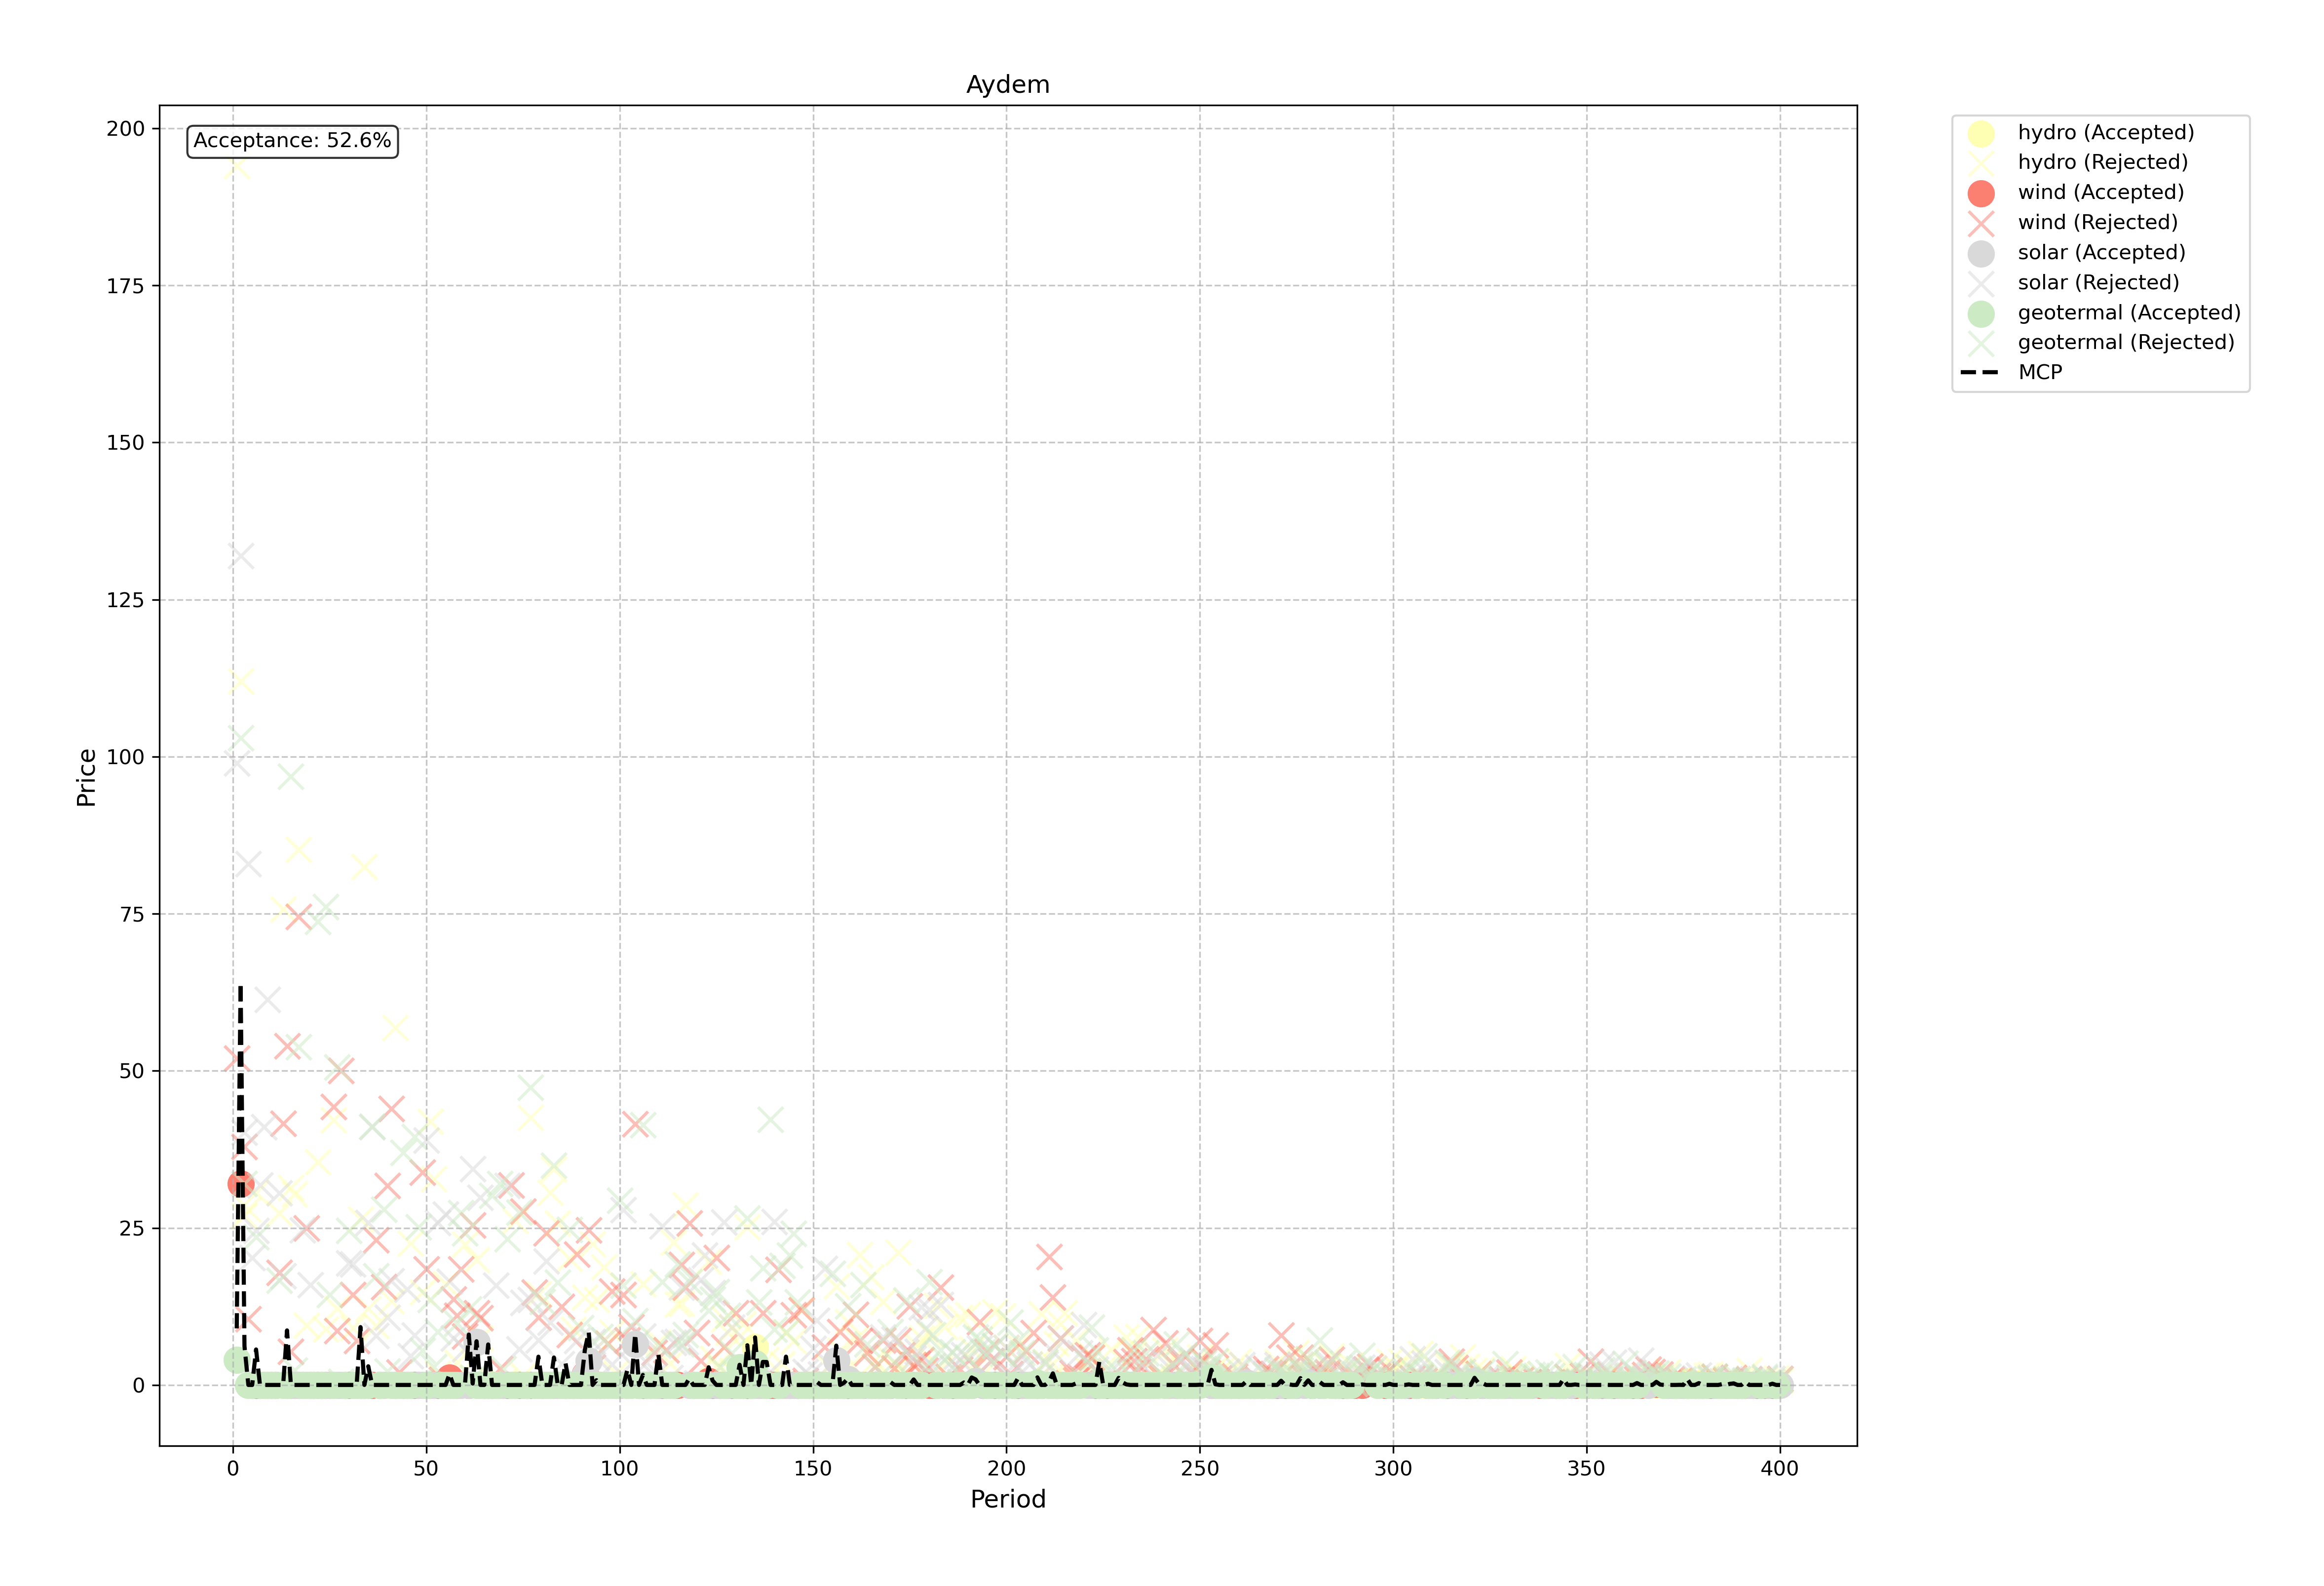 Aydem
Acceptance: 52.6%
200
175
150
125
100
75
50
25
0
Price
0 50 100 150 200 250 300 350 400
Period
hydro (Accepted)
hydro (Rejected)
wind (Accepted)
wind (Rejected)
solar (Accepted)
solar (Rejected)
geotermal (Accepted)
geotermal (Rejected)
MCP